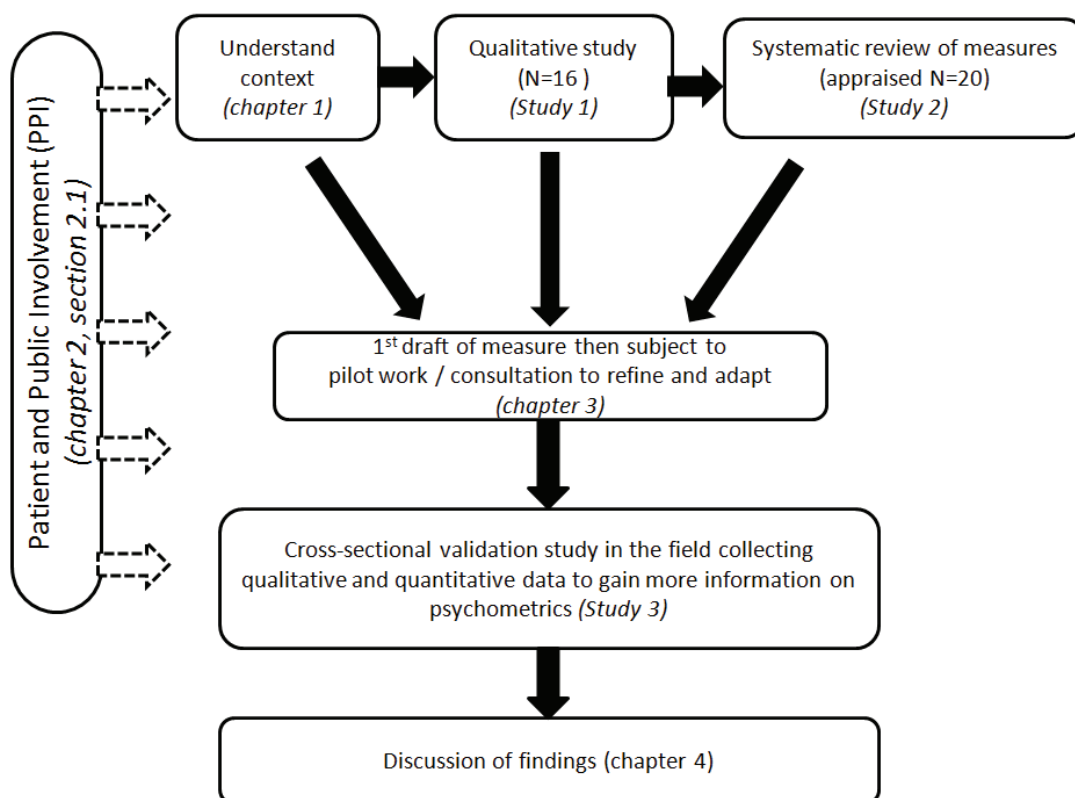 Patient and Public Involvement (PPI)
(chapter 2, section 2.1)
Understand
context
(chapter 1)
Qualitative study
(N=16 )
(Study 1)
Systematic review of measures
(appraised N=20)
(Study 2)
1st draft of measure then subject to
pilot work / consultation to refine and adapt
(chapter 3)
Cross-sectional validation study in the field collecting
qualitative and quantitative data to gain more information on
psychometrics (Study 3)
Discussion of findings (chapter 4)